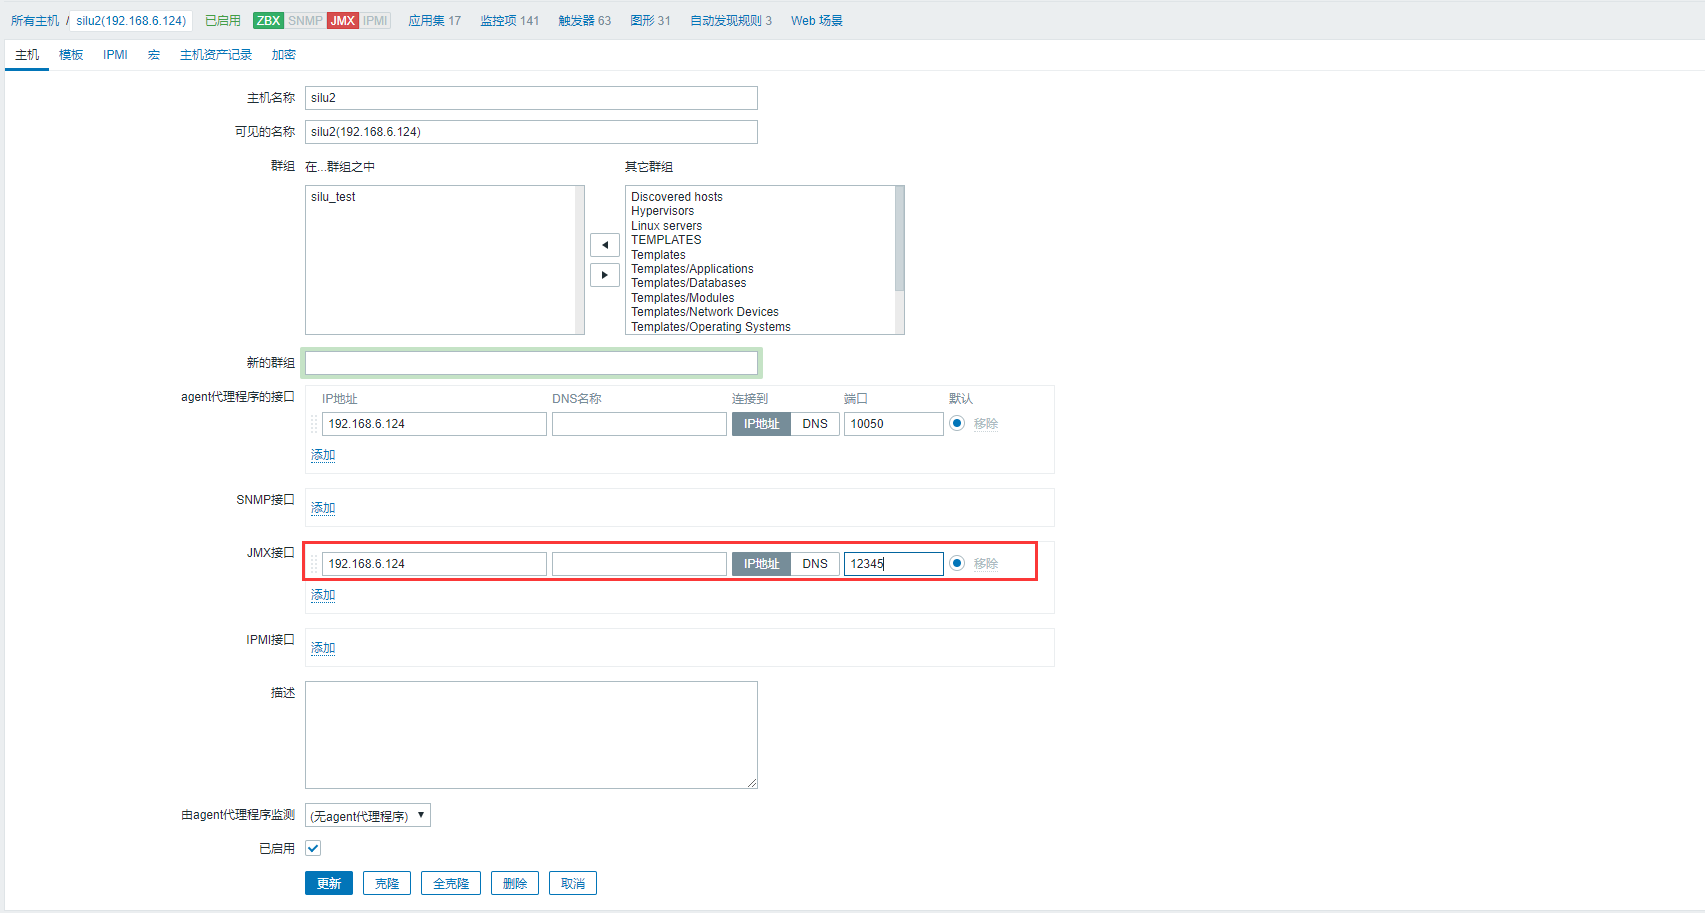 所有主机 / silu2(192.168.6.124) 已启用 ZBX SNMP JMX IPMI 应用集 17 监控项 141 触发器 63 图形 31 自动发现规则 3 Web 场景
主机 模板 IPMI 宏 主机资产记录 加密
主机名称 silu2
可见的名称 silu2(192.168.6.124)
群组 在...群组之中 其它群组
silu_test
Discovered hosts
Hypervisors
Linux servers
TEMPLATES
Templates
Templates/Applications
Templates/Databases
Templates/Modules
Templates/Network Devices
Templates/Operating Systems
新的群组
agent代理程序的接口 IP地址 DNS名称 连接到 端口 默认
192.168.6.124 IP地址 DNS 10050 移除
添加
SNMP接口 添加
JMX接口 192.168.6.124 IP地址 DNS 12345 移除
添加
IPMI接口 添加
描述
由agent代理程序监测 (无agent代理程序)
已启用
更新 克隆 全克隆 删除 取消